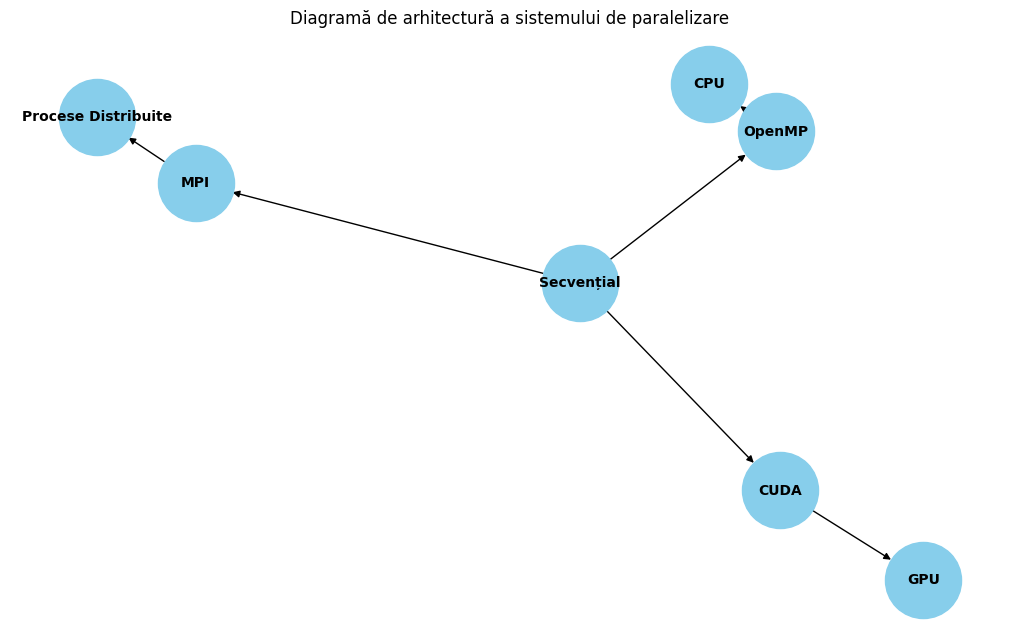 Diagramă de arhitectură a sistemului de paralelizare
CPU
Procese Distribuite
OpenMP
MPI
Secvențial
CUDA
GPU